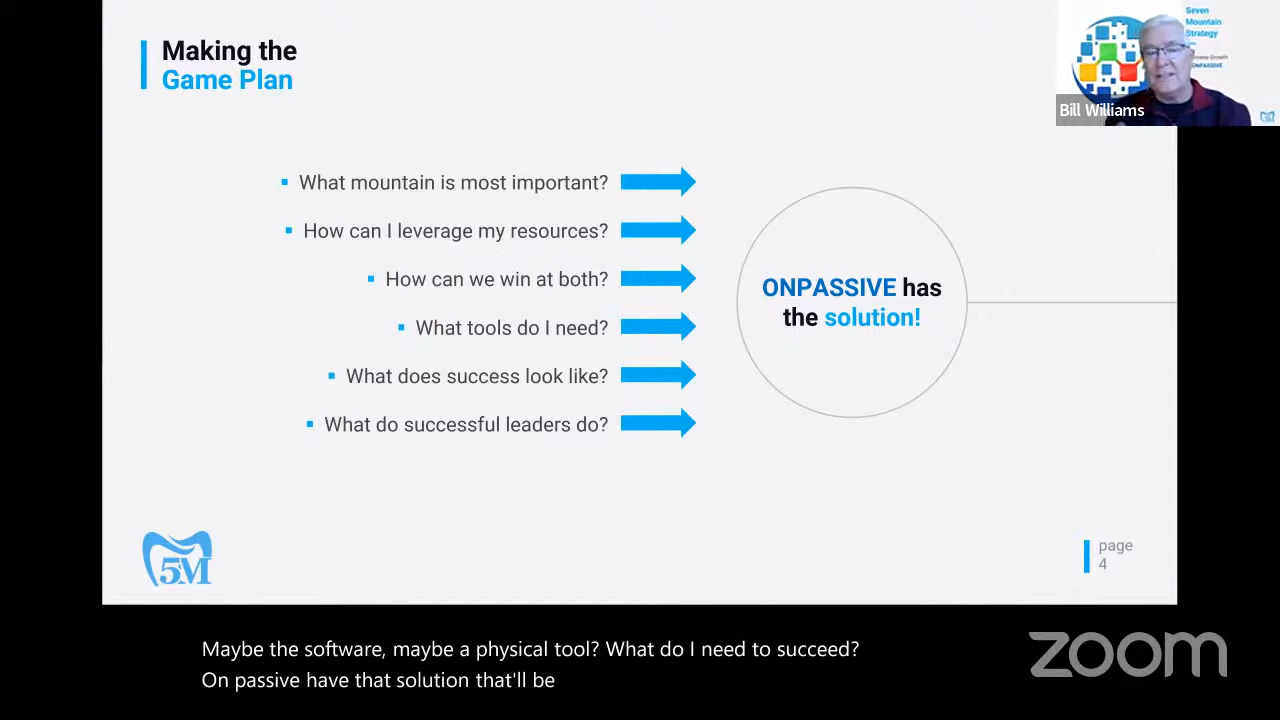 Making the
Game Plan
Seven
Mountain
Strategy
ONPASSIVE
Bill Williams
▪ What mountain is most important?
▪ How can I leverage my resources?
▪ How can we win at both?
▪ What tools do I need?
▪ What does success look like?
▪ What do successful leaders do?
ONPASSIVE has
the solution!
5M
page
4
Maybe the software, maybe a physical tool? What do I need to succeed?
On passive have that solution that'll be
zoom